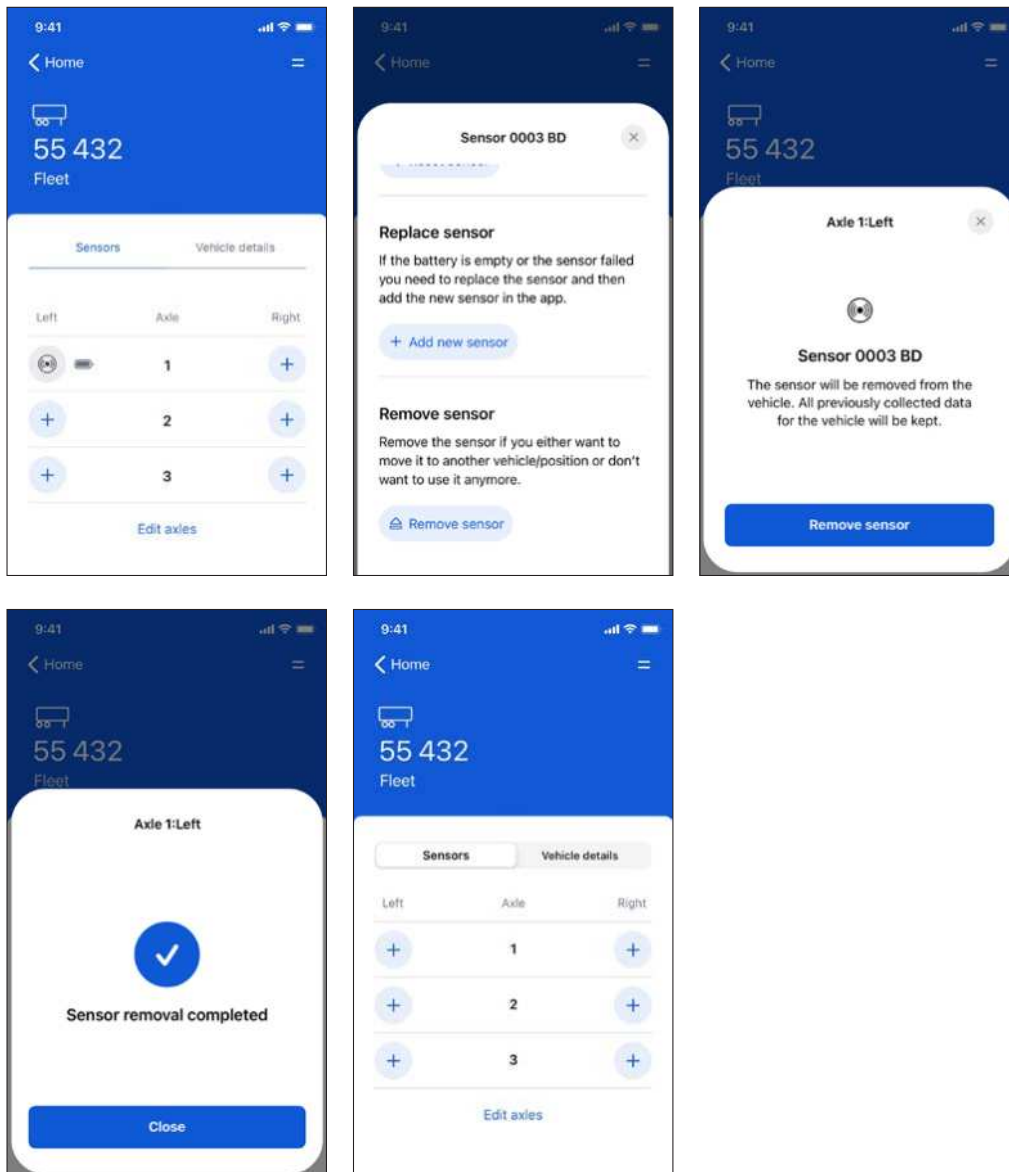 9:41
Home
55 432
Fleet
Sensors Vehicle details
Left Axle Right
1
2
3
Edit axles
9:41
Home
Sensor 0003 BD
Replace sensor
If the battery is empty or the sensor failed
you need to replace the sensor and then
add the new sensor in the app.
+ Add new sensor
Remove sensor
Remove the sensor if you either want to
move it to another vehicle/position or don't
want to use it anymore.
Remove sensor
9:41
Home
55 432
Fleet
Axle 1:Left
Sensor 0003 BD
The sensor will be removed from the
vehicle. All previously collected data
for the vehicle will be kept.
Remove sensor
9:41
Home
55 432
Fleet
Axle 1:Left
Sensor removal completed
Close
9:41
Home
55 432
Fleet
Sensors Vehicle details
Left Axle Right
1
2
3
Edit axles